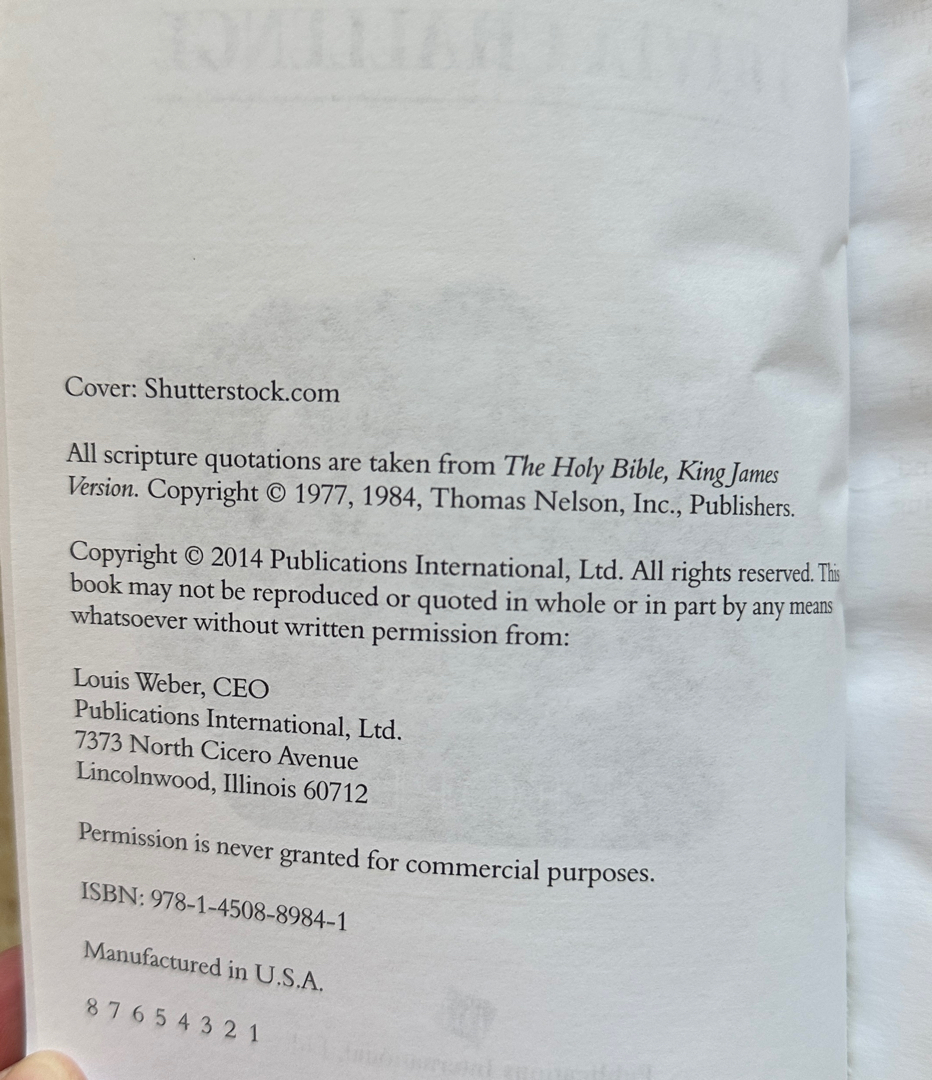 Cover: Shutterstock.com
All scripture quotations are taken from The Holy Bible, King James
Version. Copyright © 1977, 1984, Thomas Nelson, Inc., Publishers.
Copyright © 2014 Publications International, Ltd. All rights reserved. This
book may not be reproduced or quoted in whole or in part by any means
whatsoever without written permission from:
Louis Weber, CEO
Publications International, Ltd.
7373 North Cicero Avenue
Lincolnwood, Illinois 60712
Permission is never granted for commercial purposes.
ISBN: 978-1-4508-8984-1
Manufactured in U.S.A.
8 7 6 5 4 3 2 1